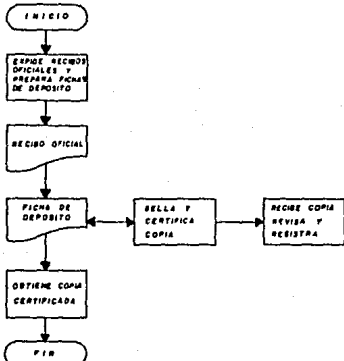 INICIO
EXPIDE RECIBOS
OFICIALES Y
PREPARA FICHAS
DE DEPOSITO
RECIBO OFICIAL
FICHA DE
DEPOSITO
SELLA Y
CERTIFICA
COPIA
RECIBE COPIA
REVISA Y
REGISTRA
OBTIENE COPIA
CERTIFICADA
FIN